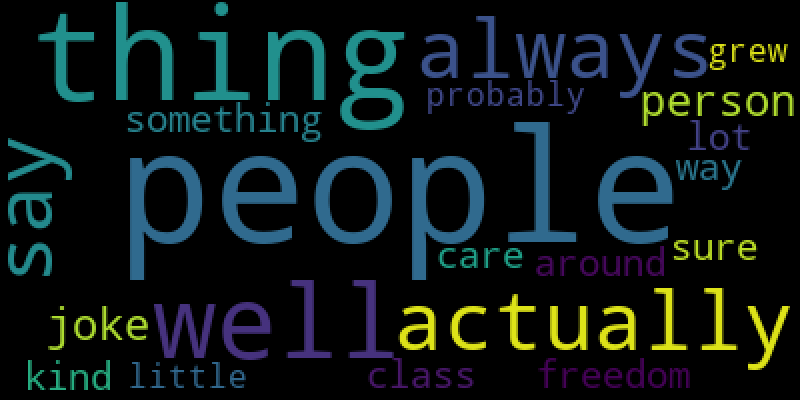 thing always grew
something probably person
lot
say people way
care around sure
joke well actually
kind little class freedom